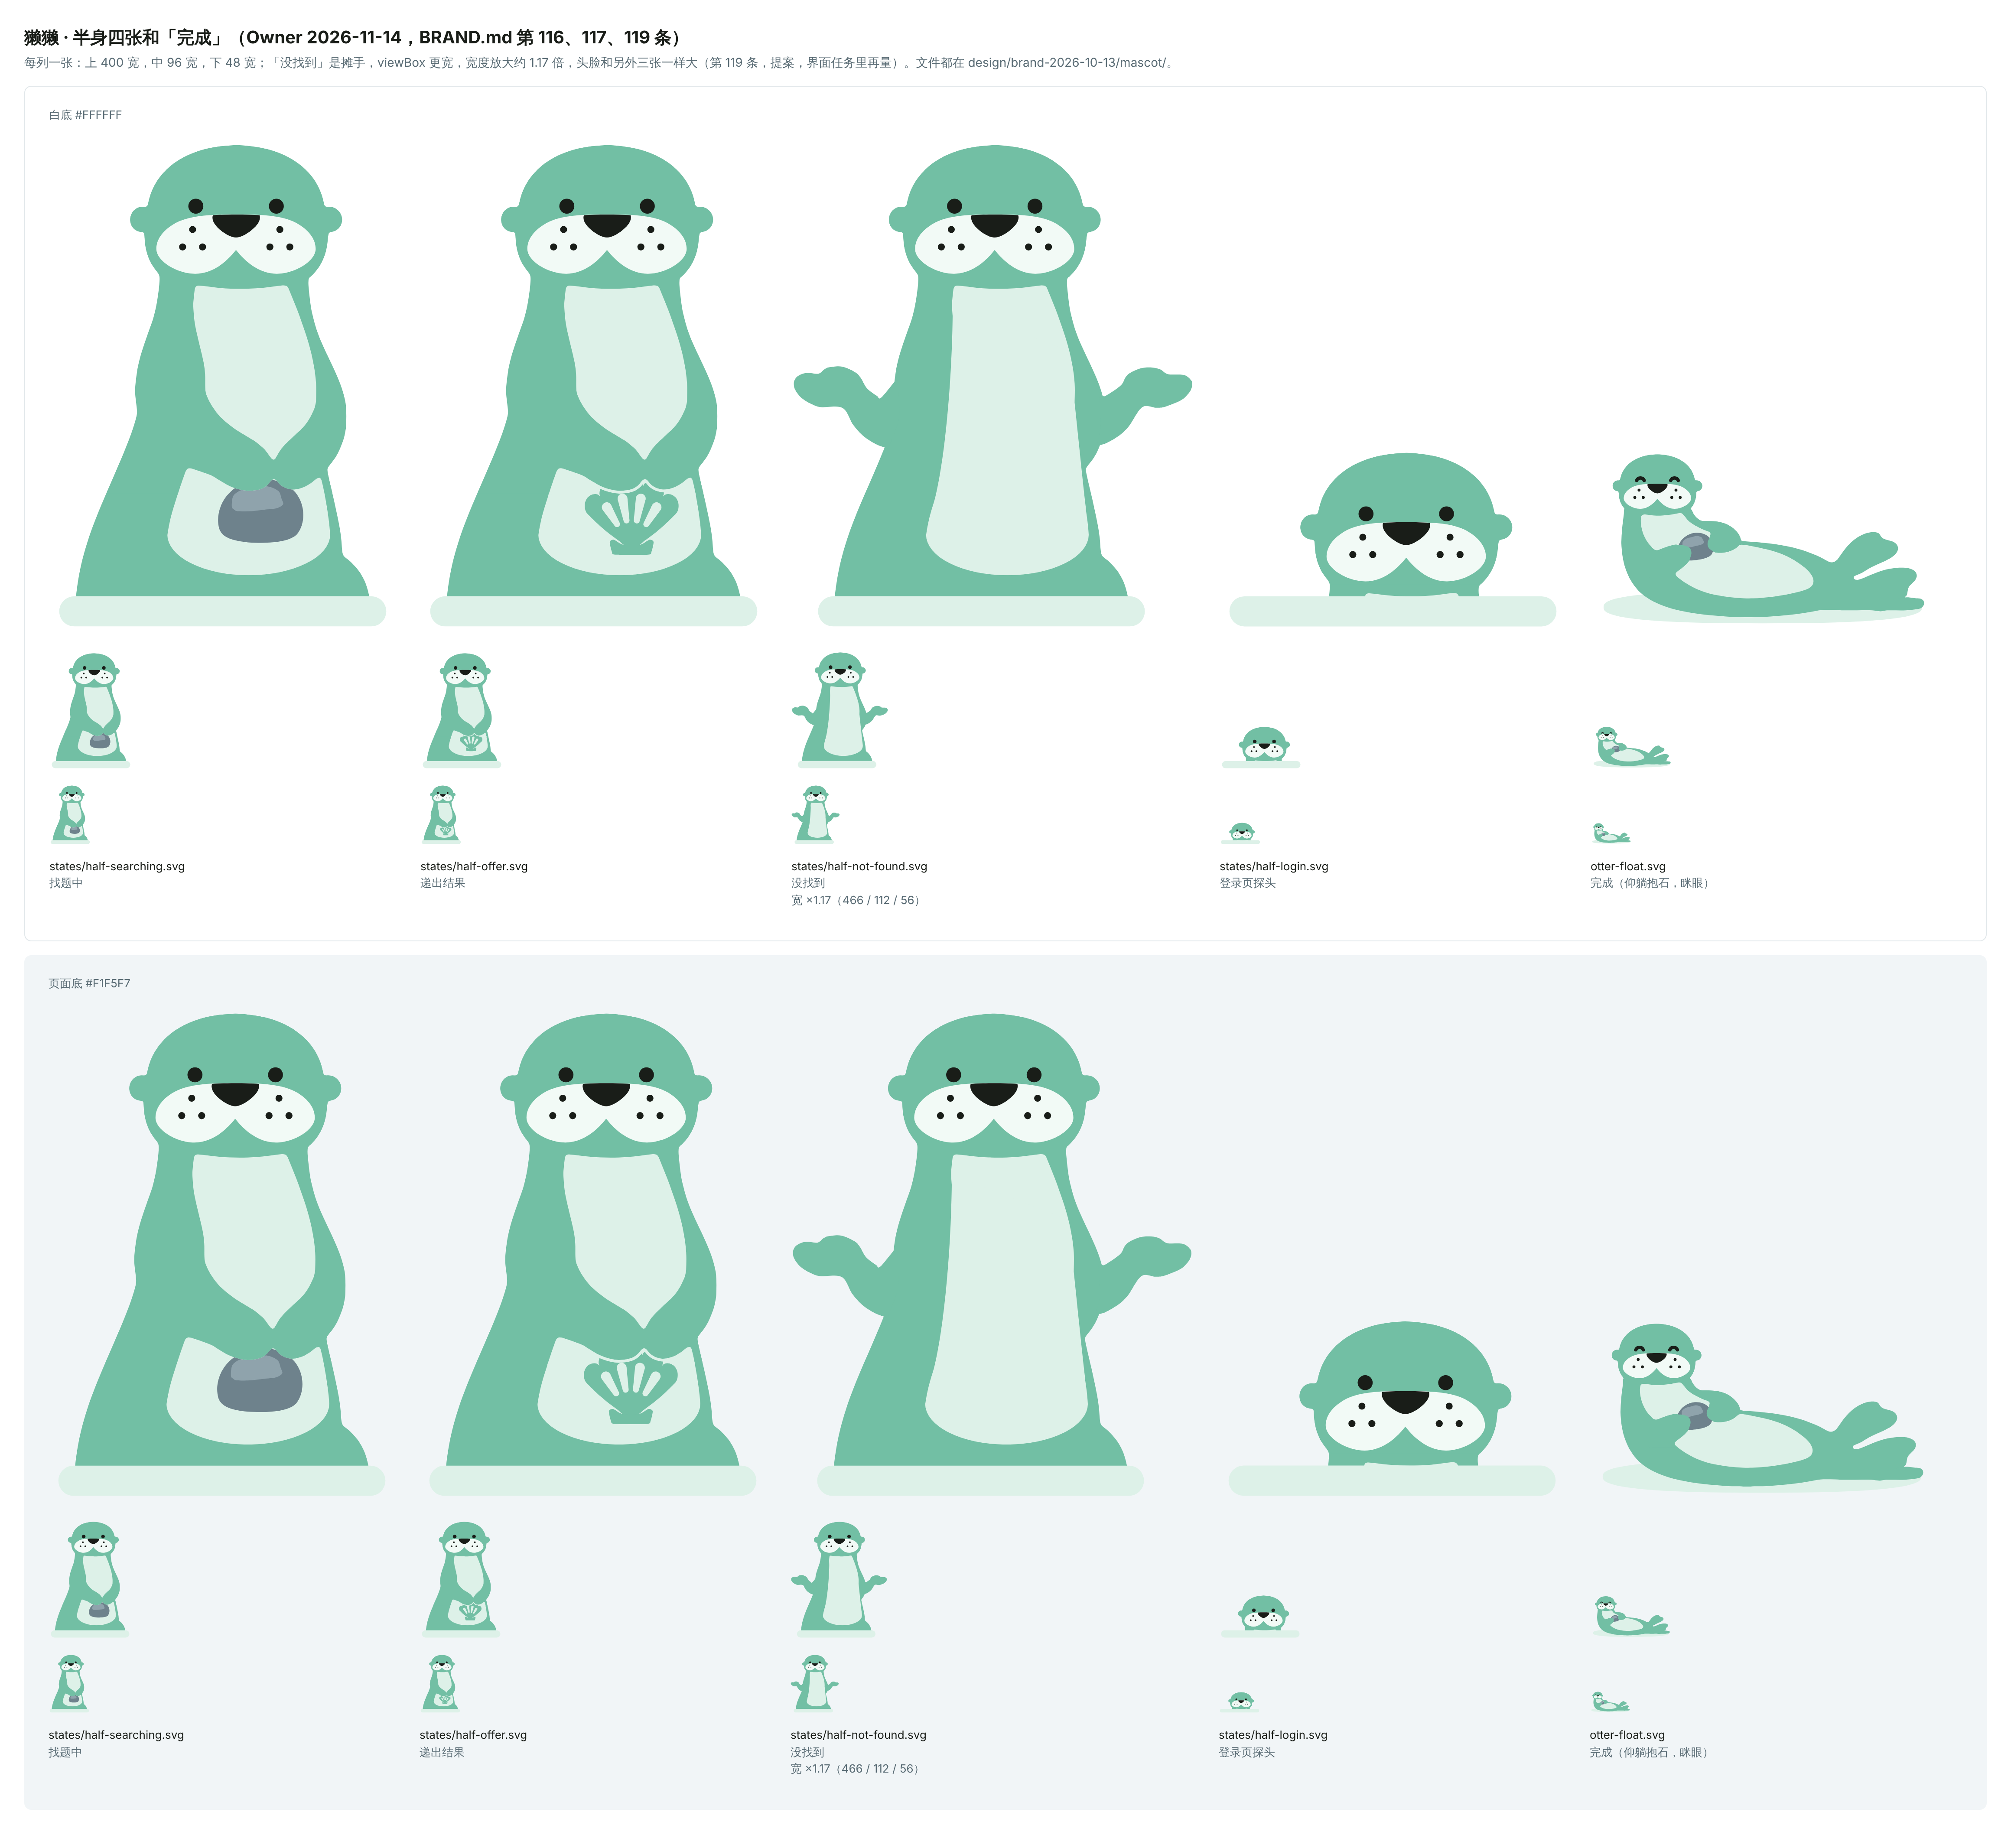 獭獭 · 半身四张和「完成」（Owner 2026-11-14，BRAND.md 第 116、117、119 条）
每列一张：上 400 宽，中 96 宽，下 48 宽；「没找到」是摊手，viewBox 更宽，宽度放大约 1.17 倍，头脸和另外三张一样大（第 119 条，提案，界面任务里再量）。文件都在 design/brand-2026-10-13/mascot/。
白底 #FFFFFF
states/half-searching.svg
找题中
states/half-offer.svg
递出结果
states/half-not-found.svg
没找到
宽 ×1.17（466 / 112 / 56）
states/half-login.svg
登录页探头
otter-float.svg
完成（仰躺抱石，眯眼）
页面底 #F1F5F7
states/half-searching.svg
找题中
states/half-offer.svg
递出结果
states/half-not-found.svg
没找到
宽 ×1.17（466 / 112 / 56）
states/half-login.svg
登录页探头
otter-float.svg
完成（仰躺抱石，眯眼）